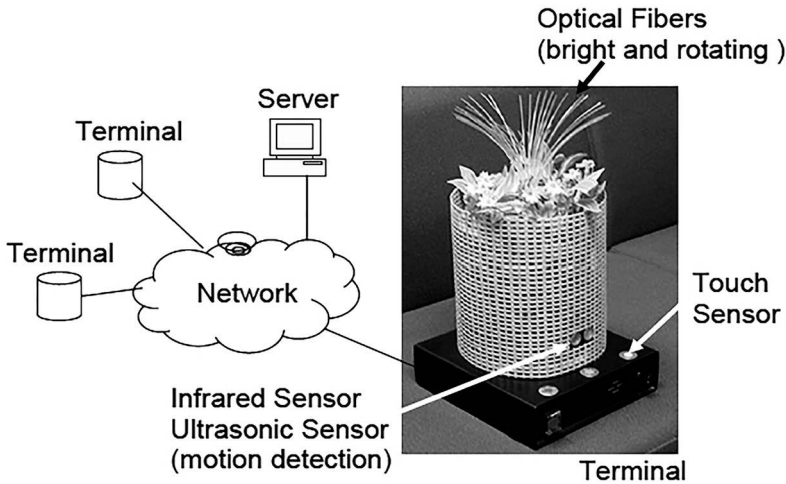 Optical Fibers
(bright and rotating )
Server
Terminal
Terminal
Network
Touch
Sensor
Infrared Sensor
Ultrasonic Sensor
(motion detection)
Terminal